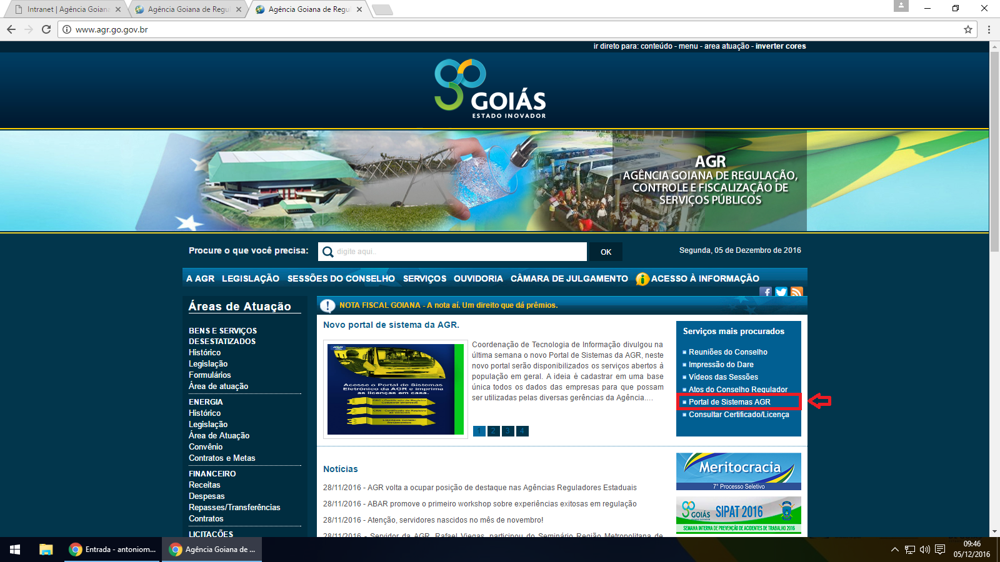 Intranet | Agência Goiana
Agência Goiana de Regul
Agência Goiana de Regul
www.agr.go.gov.br
ir direto para: conteúdo - menu - area atuação - inverter cores
GOIÁS
ESTADO INOVADOR
AGR
AGÊNCIA GOIANA DE REGULAÇÃO,
CONTROLE E FISCALIZAÇÃO DE
SERVIÇOS PÚBLICOS
Procure o que você precisa:
digite aqui..
OK
Segunda, 05 de Dezembro de 2016
A AGR LEGISLAÇÃO SESSÕES DO CONSELHO SERVIÇOS OUVIDORIA CÂMARA DE JULGAMENTO ACESSO À INFORMAÇÃO
Áreas de Atuação
BENS E SERVIÇOS
DESESTATIZADOS
Histórico
Legislação
Formulários
Área de atuação
ENERGIA
Histórico
Legislação
Área de Atuação
Convênio
Contratos e Metas
FINANCEIRO
Receitas
Despesas
Repasses/Transferências
Contratos
LICITAÇÕES
NOTA FISCAL GOIANA - A nota aí. Um direito que dá prêmios.
Novo portal de sistema da AGR.
AGR
Acesse o Portal de Sistemas
Eletrônico da AGR e imprima
as licenças em casa.
Coordenação de Tecnologia de Informação divulgou na
última semana o novo Portal de Sistemas da AGR, neste
novo portal serão disponibilizados os serviços abertos à
população em geral. A ideia é cadastrar em uma base
única todos os dados das empresas para que possam
ser utilizadas pelas diversas gerências da Agência....
1 2 3 4
Serviços mais procurados
Reuniões do Conselho
Impressão do Dare
Vídeos das Sessões
Atos do Conselho Regulador
Portal de Sistemas AGR
Consultar Certificado/Licença
Notícias
28/11/2016 - AGR volta a ocupar posição de destaque nas Agências Reguladores Estaduais
28/11/2016 - ABAR promove o primeiro workshop sobre experiências exitosas em regulação
28/11/2016 - Atenção, servidores nascidos no mês de novembro!
28/11/2016 - Servidor da AGR, Rafael Viegas, participou do Seminário Região Metropolitana de
Meritocracia
7° Processo Seletivo
GOIÁS
SIPAT 2016
SEMANA INTERNA DE PREVENÇÃO DE ACIDENTES DE TRABALHO 2016
Entrada - antoniom...
Agência Goiana de ...
09:46
05/12/2016